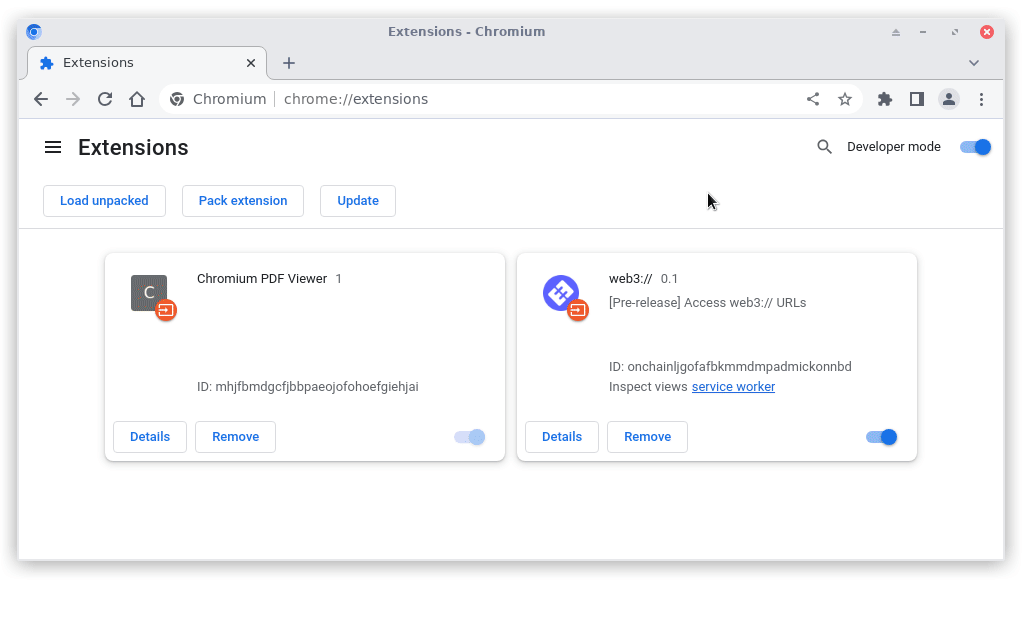 Extensions - Chromium
Extensions
Chromium chrome://extensions
Extensions
Developer mode
Load unpacked
Pack extension
Update
C
Chromium PDF Viewer 1
ID: mhjfbmdgcfjbbpaeojofohoefgiehjai
Details
Remove
web3:// 0.1
[Pre-release] Access web3:// URLs
ID: onchainljgofafbkmmdmpadmickonnbd
Inspect views service worker
Details
Remove